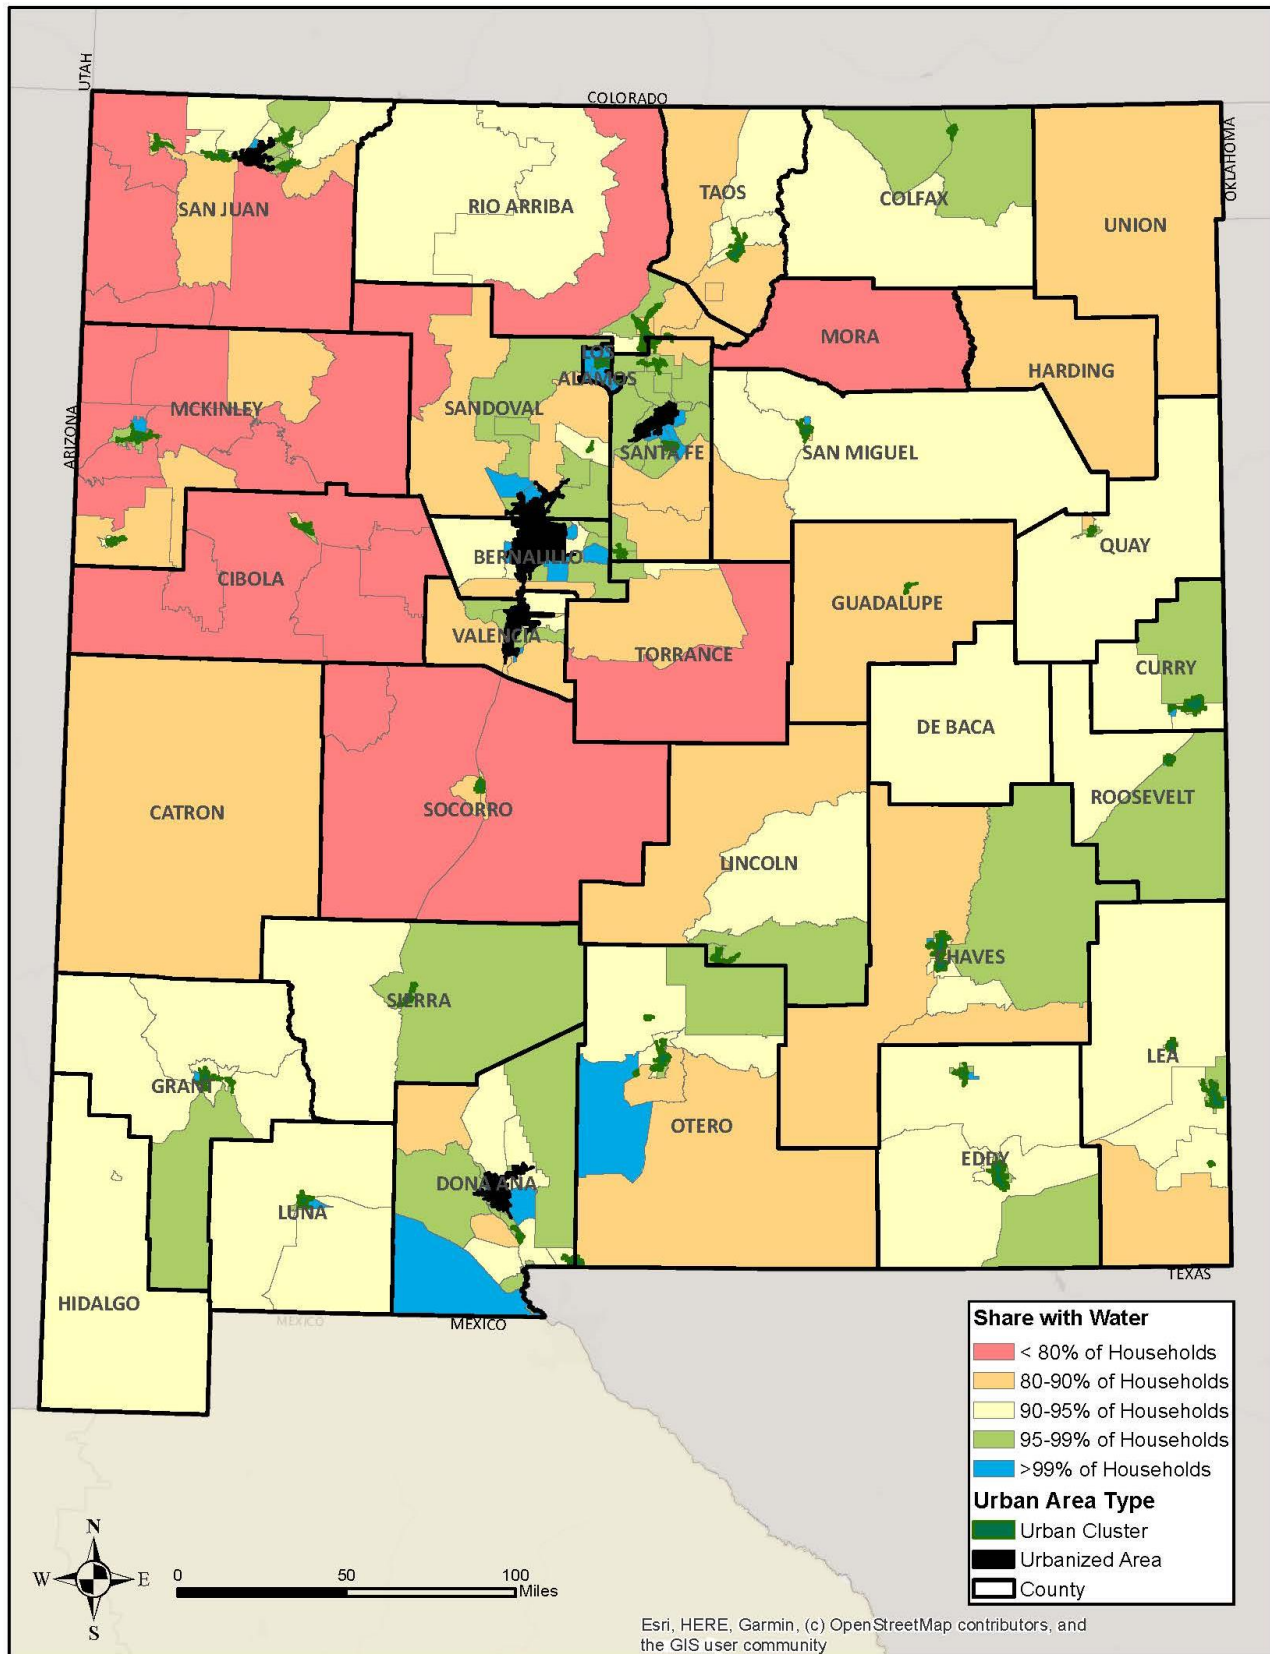 UTAH
COLORADO
OKLAHOMA
SAN JUAN
RIO ARRIBA
TAOS
COLFAX
UNION
MORA
HARDING
LOS
ALAMOS
MCKINLEY
SANDOVAL
ARIZONA
SANTA FE
SAN MIGUEL
QUAY
BERNALILLO
CIBOLA
GUADALUPE
VALENCIA
TORRANCE
CURRY
DE BACA
ROOSEVELT
CATRON
SOCORRO
LINCOLN
CHAVES
SIERRA
LEA
GRANT
OTERO
EDDY
DONA ANA
LUNA
HIDALGO
TEXAS
MEXICO
MEXICO
Share with Water
< 80% of Households
80-90% of Households
90-95% of Households
95-99% of Households
>99% of Households
Urban Area Type
Urban Cluster
Urbanized Area
County
N
W E
S
0 50 100
Miles
Esri, HERE, Garmin, (c) OpenStreetMap contributors, and
the GIS user community